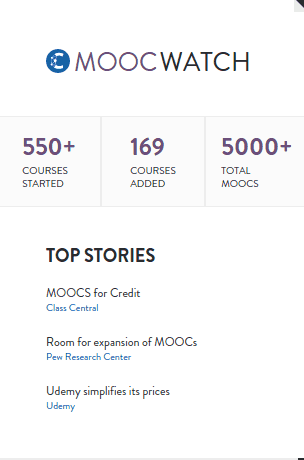 MOOCWATCH
550+
COURSES
STARTED
169
COURSES
ADDED
5000+
TOTAL
MOOCS
TOP STORIES
MOOCS for Credit
Class Central
Room for expansion of MOOCs
Pew Research Center
Udemy simplifies its prices
Udemy